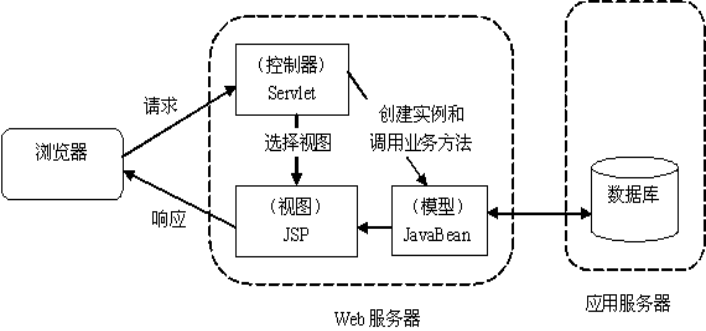 （控制器）
Servlet
请求
创建实例和
调用业务方法
浏览器
选择视图
数据库
响应
（视图）
JSP
（模型）
JavaBean
Web 服务器
应用服务器